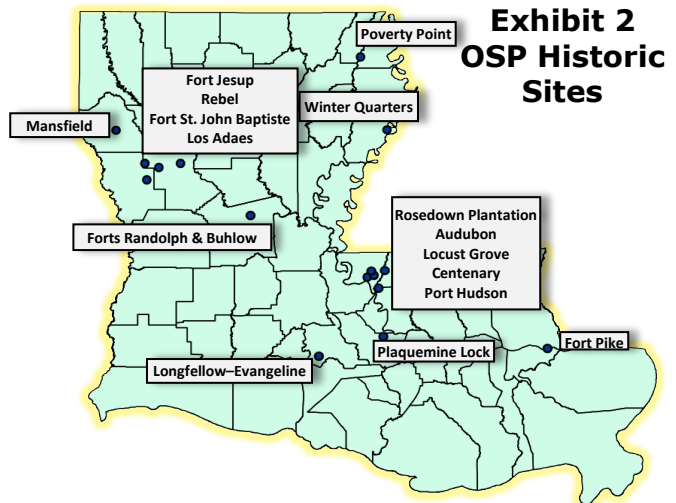 Exhibit 2
OSP Historic
Sites
Poverty Point
Fort Jesup
Rebel
Fort St. John Baptiste
Los Adaes
Winter Quarters
Mansfield
Rosedown Plantation
Audubon
Locust Grove
Centenary
Port Hudson
Forts Randolph & Buhlow
Plaquemine Lock
Fort Pike
Longfellow–Evangeline